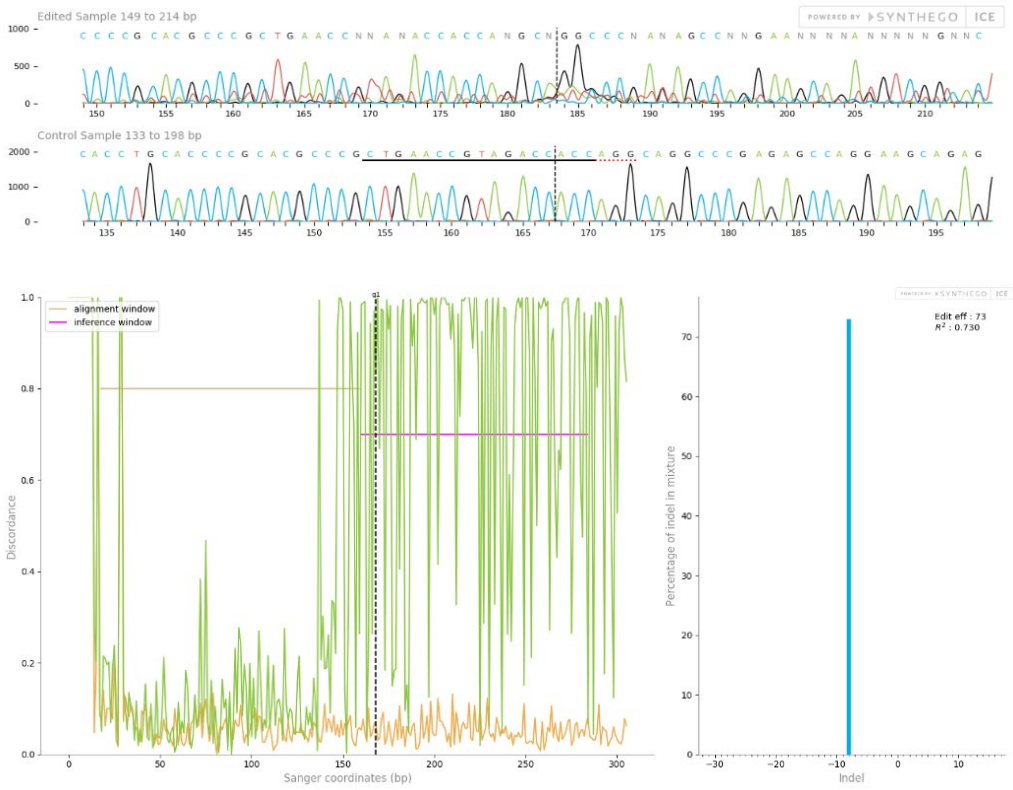 Edited Sample 149 to 214 bp
POWERED BY SYNTHEGO ICE
C C C C G C A C G C C C G C T G A A C C N N A N A C C A C C A N G C N G G C C C N A N A G C C N N G A A N N N N A N N N N N G N N C
1000
500
0
150 155 160 165 170 175 180 185 190 195 200 205 210
Control Sample 133 to 198 bp
C A C C T G C A C C C C G C A C G C C C G C T G A A C C G T A G A C C A C C A G G C A G G C C C G A G A G C C A G G A A G C A G A G
2000
1000
0
135 140 145 150 155 160 165 170 175 180 185 190 195
g1
POWERED BY SYNTHEGO ICE
alignment window
inference window
Discordance
1.0
0.8
0.6
0.4
0.2
0.0
0 50 100 150 200 250 300
Sanger coordinates (bp)
Edit eff : 73
R² : 0.730
Percentage of indel in mixture
70
60
50
40
30
20
10
0
−30 −20 −10 0 10
Indel